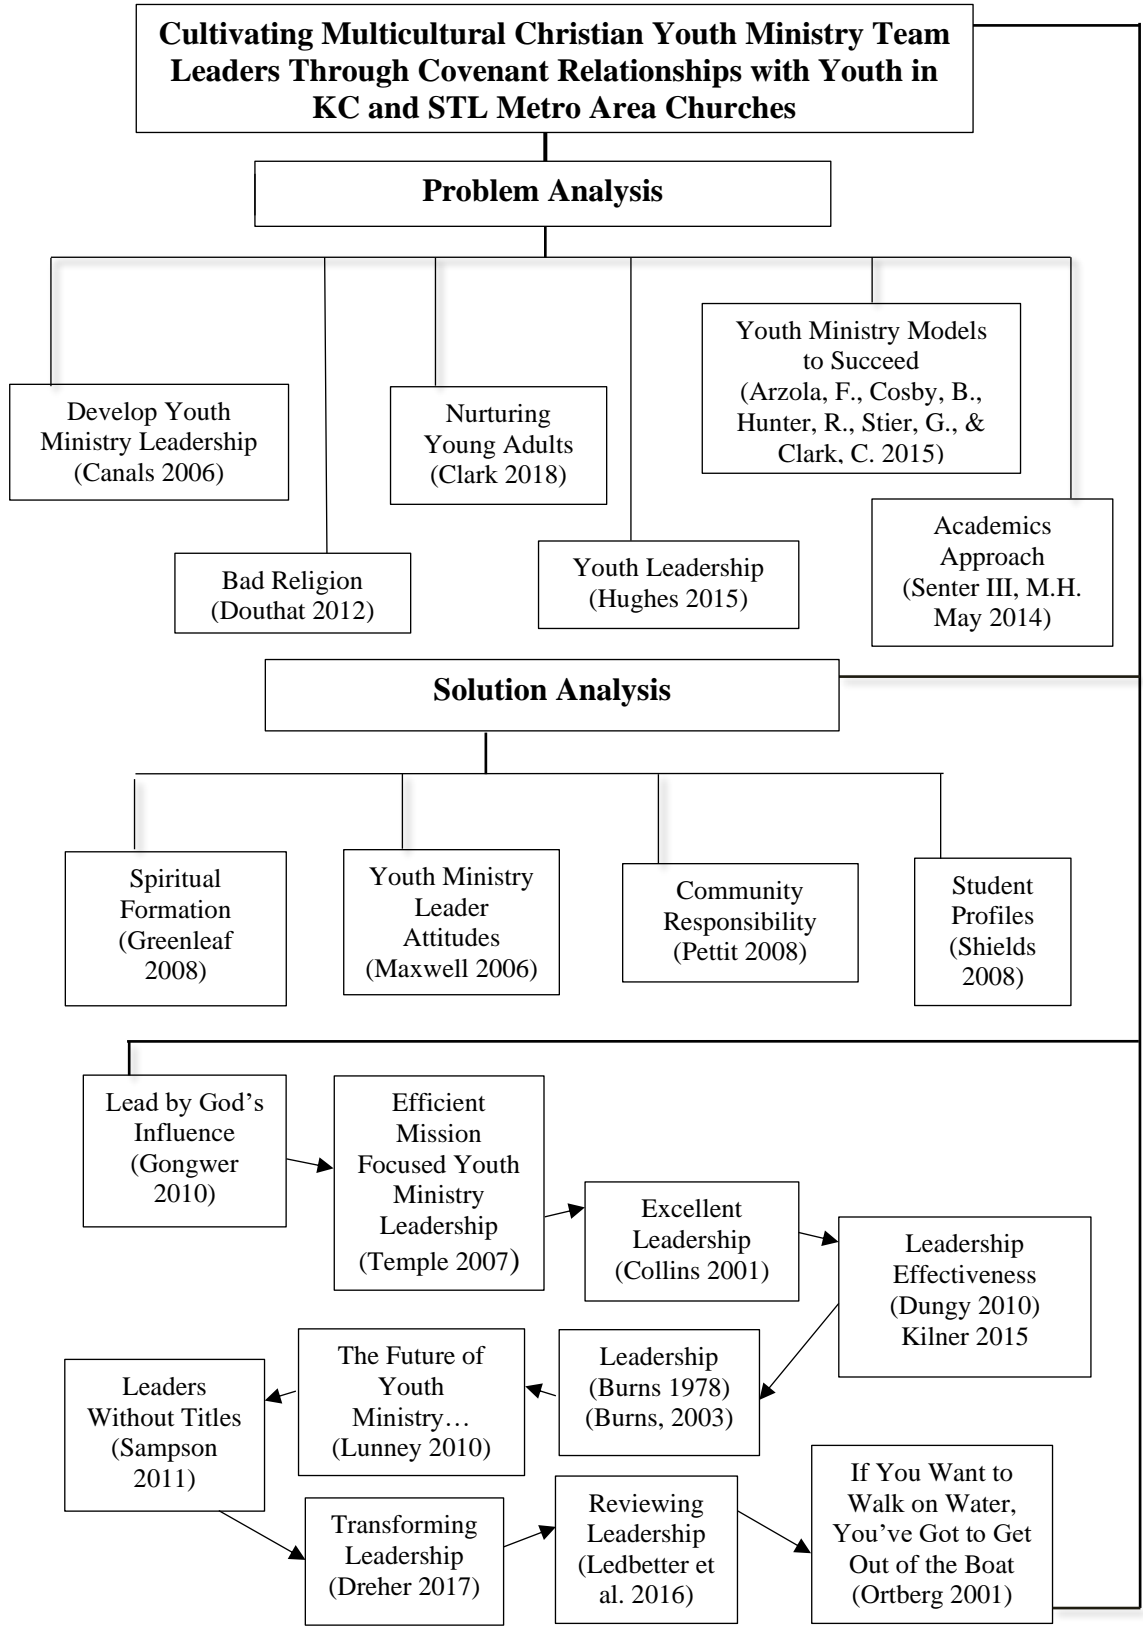 Cultivating Multicultural Christian Youth Ministry Team
Leaders Through Covenant Relationships with Youth in
KC and STL Metro Area Churches
Problem Analysis
Develop Youth
Ministry Leadership
(Canals 2006)
Bad Religion
(Douthat 2012)
Nurturing
Young Adults
(Clark 2018)
Youth Leadership
(Hughes 2015)
Youth Ministry Models
to Succeed
(Arzola, F., Cosby, B.,
Hunter, R., Stier, G., &
Clark, C. 2015)
Academics
Approach
(Senter III, M.H.
May 2014)
Solution Analysis
Spiritual
Formation
(Greenleaf
2008)
Youth Ministry
Leader
Attitudes
(Maxwell 2006)
Community
Responsibility
(Pettit 2008)
Student
Profiles
(Shields
2008)
Lead by God’s
Influence
(Gongwer
2010)
Efficient
Mission
Focused Youth
Ministry
Leadership
(Temple 2007)
Excellent
Leadership
(Collins 2001)
Leadership
Effectiveness
(Dungy 2010)
Kilner 2015
Leadership
(Burns 1978)
(Burns, 2003)
The Future of
Youth
Ministry…
(Lunney 2010)
Leaders
Without Titles
(Sampson
2011)
Transforming
Leadership
(Dreher 2017)
Reviewing
Leadership
(Ledbetter et
al. 2016)
If You Want to
Walk on Water,
You’ve Got to Get
Out of the Boat
(Ortberg 2001)